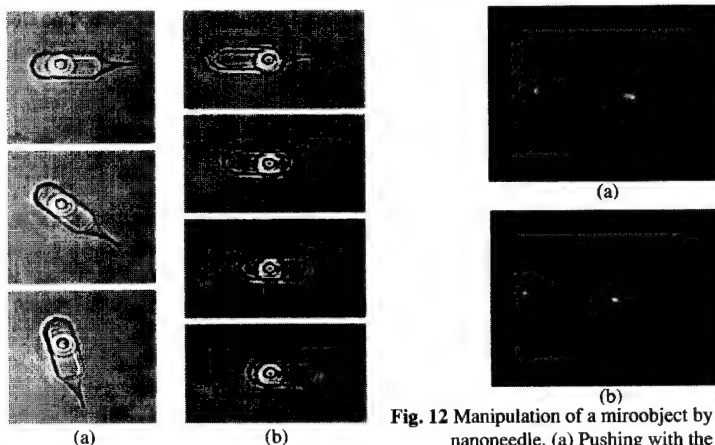 (a)
(b)
(a)
(b)
Fig. 12 Manipulation of a miroobject by
nanoneedle. (a) Pushing with the